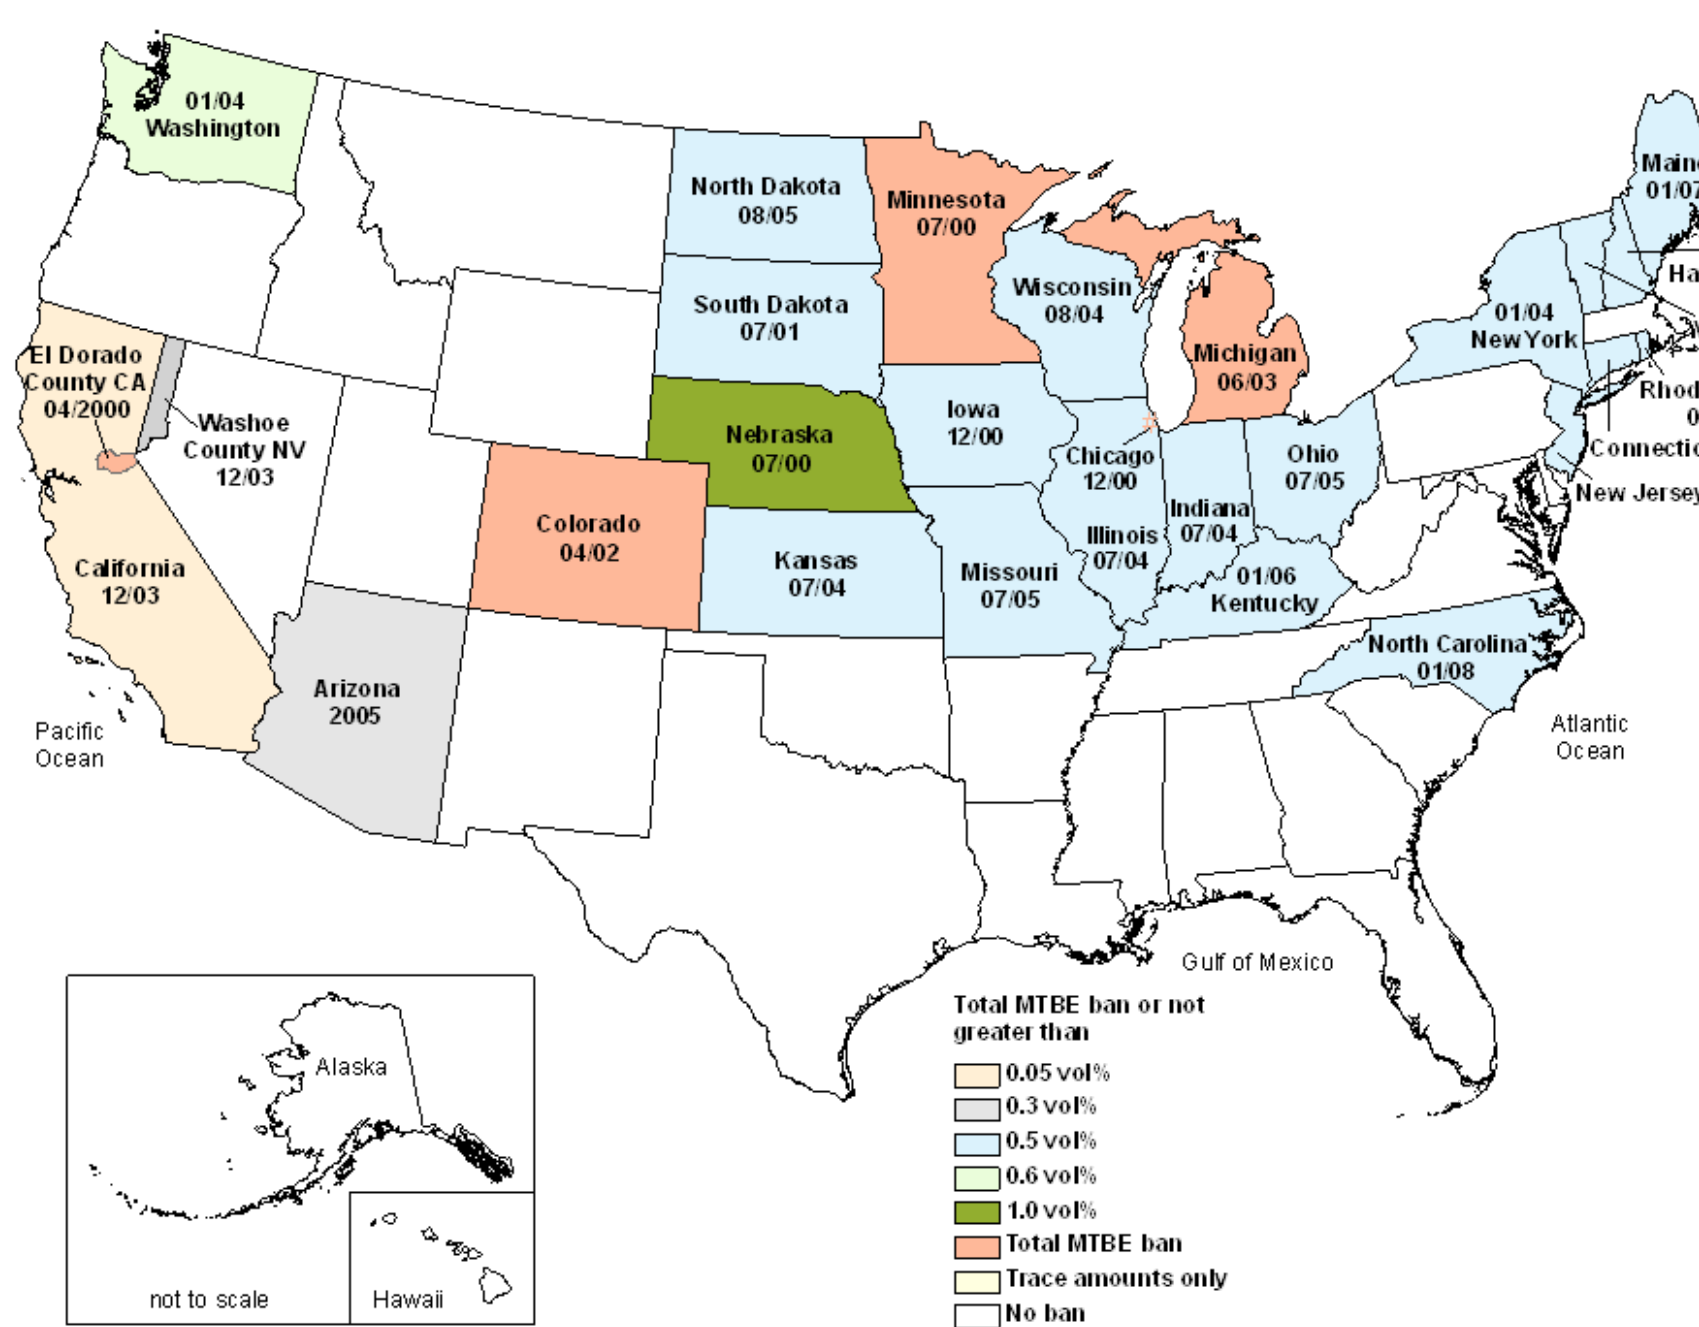 01/04
Washington
North Dakota
08/05
Minnesota
07/00
South Dakota
07/01
Wisconsin
08/04
Michigan
06/03
01/04
New York
El Dorado
County CA
04/2000
Washoe
County NV
12/03
Nebraska
07/00
Iowa
12/00
Chicago
12/00
Ohio
07/05
Indiana
07/04
Illinois
07/04
New Jersey
Colorado
04/02
Kansas
07/04
Missouri
07/05
01/06
Kentucky
California
12/03
North Carolina
01/08
Arizona
2005
Pacific
Ocean
Atlantic
Ocean
Gulf of Mexico
Alaska
not to scale
Hawaii
Total MTBE ban or not
greater than
0.05 vol%
0.3 vol%
0.5 vol%
0.6 vol%
1.0 vol%
Total MTBE ban
Trace amounts only
No ban